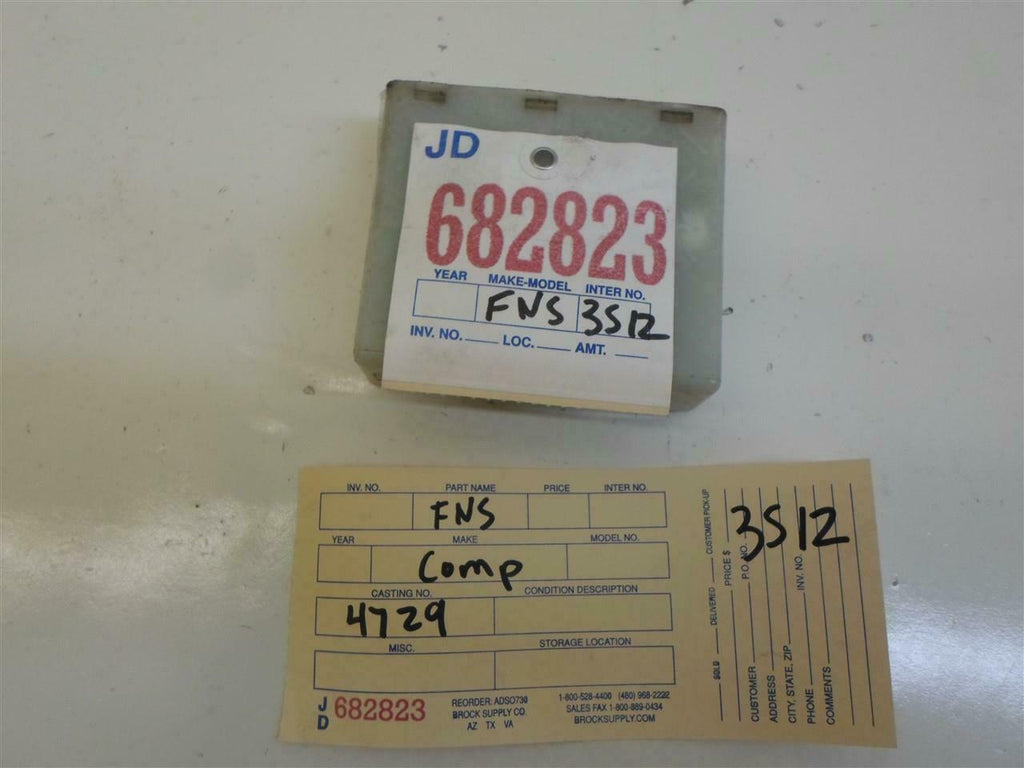 JD
682823
YEAR MAKE-MODEL INTER NO.
FNS 3S12
INV. NO. LOC. AMT.
INV. NO. PART NAME PRICE INTER NO.
FNS
YEAR MAKE MODEL NO.
Comp
CASTING NO. CONDITION DESCRIPTION
4729
MISC. STORAGE LOCATION
JD 682823
REORDER: ADSO730
BROCK SUPPLY CO.
AZ TX VA
1-800-528-4400 (480) 968-2222
SALES FAX 1-800-889-0434
BROCKSUPPLY.COM
SOLD DELIVERED CUSTOMER PICK-UP
PRICE $
P.O. NO.
3S12
CUSTOMER
ADDRESS
CITY, STATE, ZIP
INV. NO.
PHONE
COMMENTS